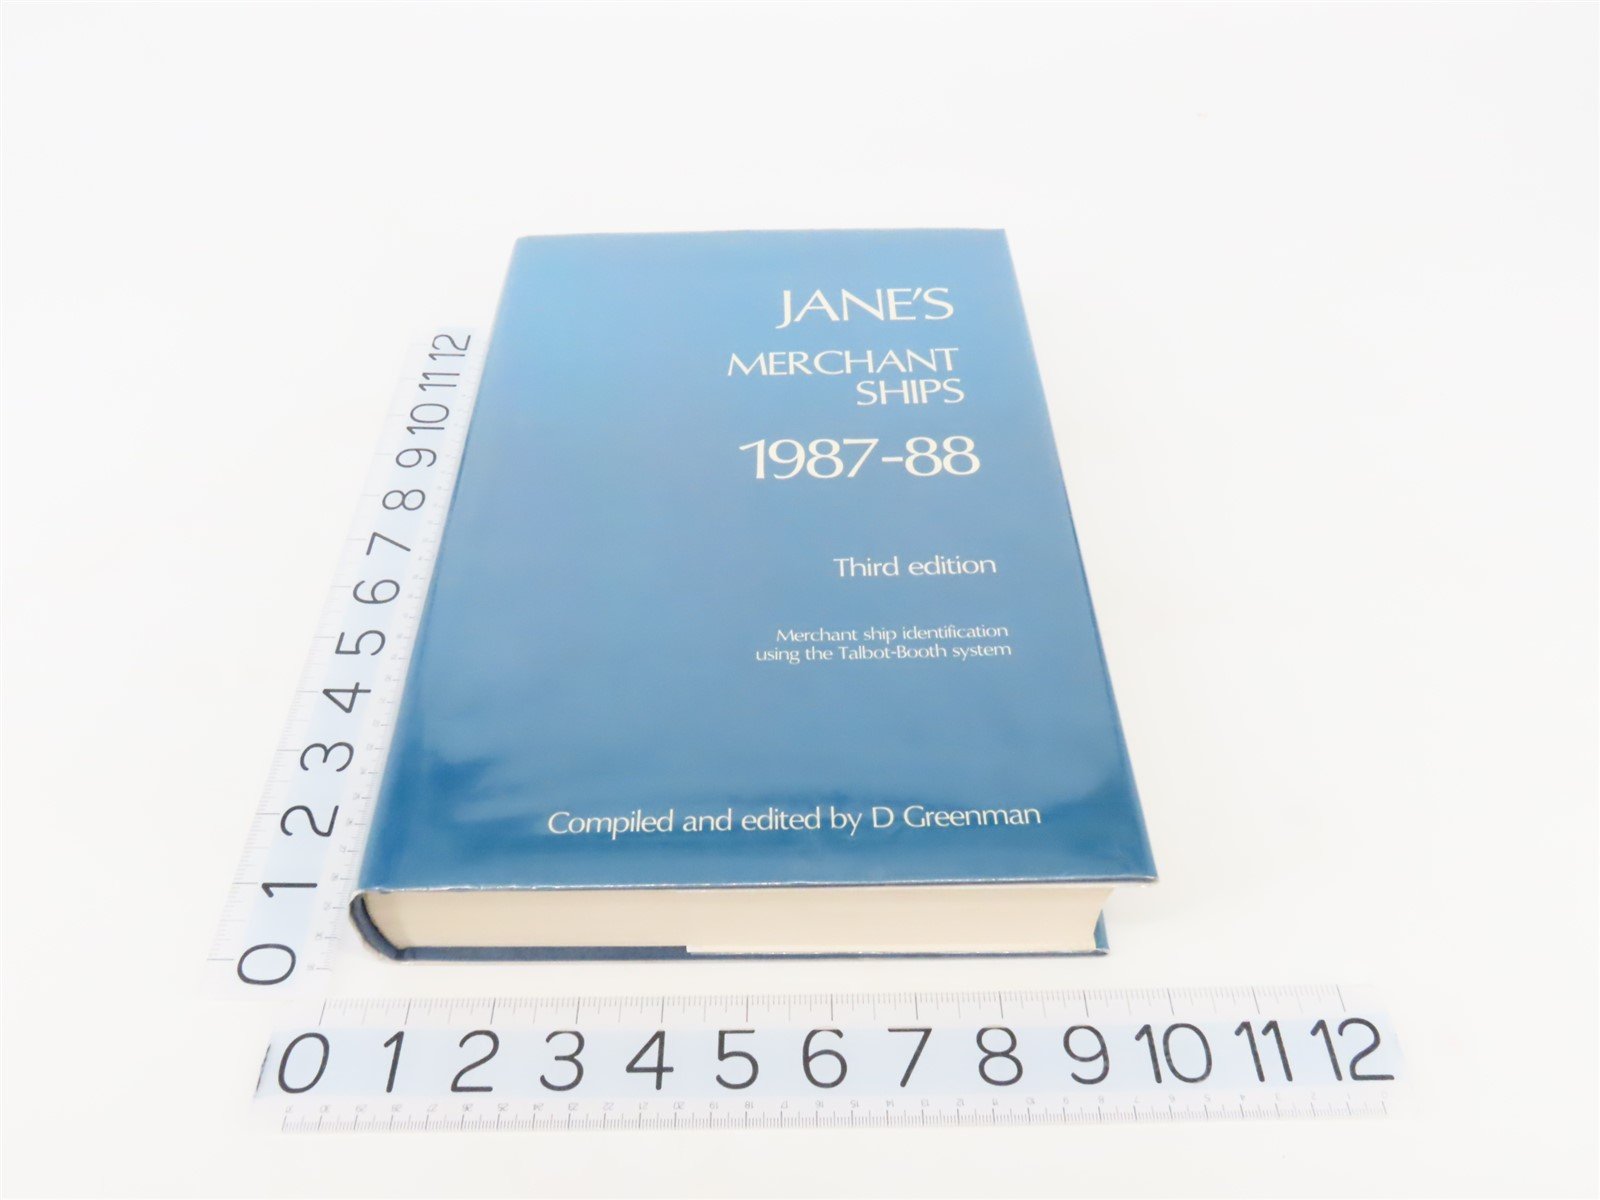 JANE'S
MERCHANT
SHIPS
1987-88
Third edition
Merchant ship identification
using the Talbot-Booth system
Compiled and edited by D Greenman
12
11
10
9
8
7
6
5
4
3
2
1
0
0 1 2 3 4 5 6 7 8 9 10 11 12